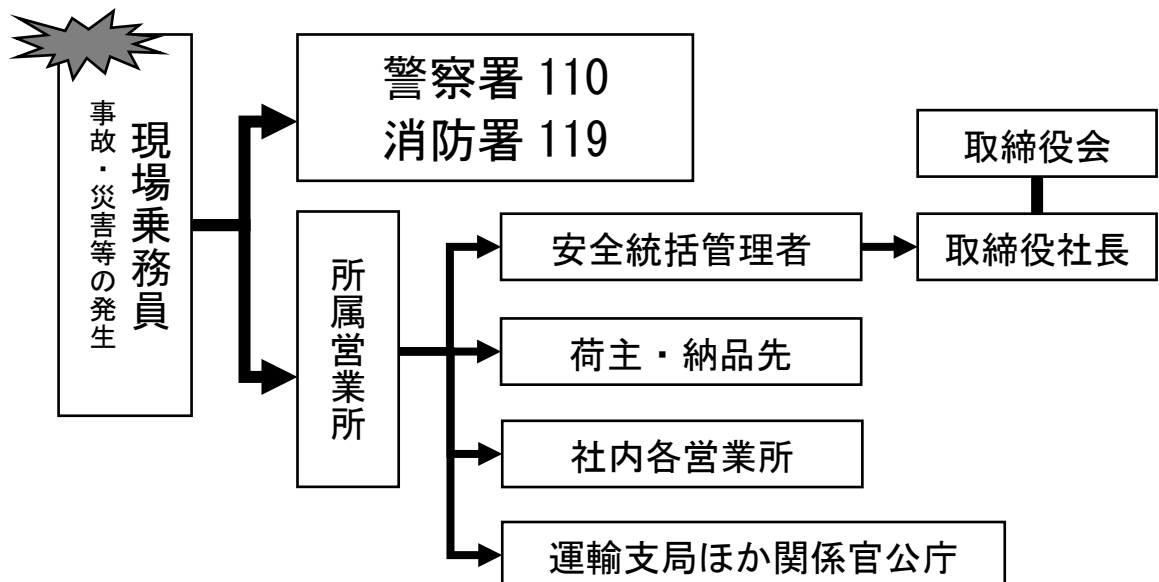 現場乗務員
事故・災害等の発生
警察署 110
消防署 119
所属営業所
安全統括管理者
取締役会
取締役社長
荷主・納品先
社内各営業所
運輸支局ほか関係官公庁